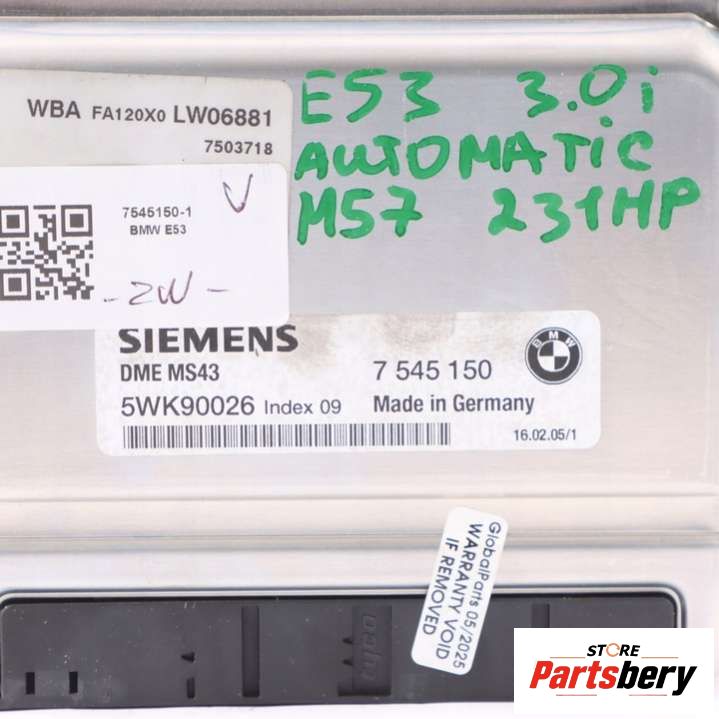 WBA FA120X0 LW06881
7503718
E53 3.0i
AUTOMATIC
M57 231HP
7545150-1
BMW E53
V
-ZW-
SIEMENS
DME MS43
7 545 150
BMW
5WK90026 Index 09
Made in Germany
16.02.05/1
GlobalParts 05/2025
WARRANTY VOID
IF REMOVED
STORE
Partsbery